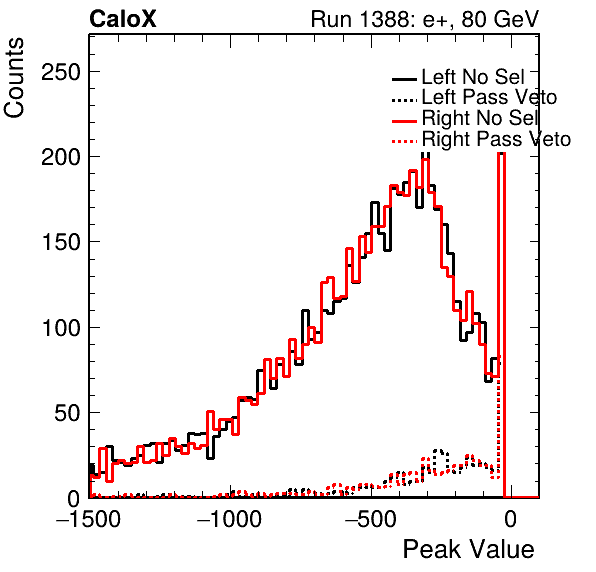 CaloX Run 1388: e+, 80 GeV
Counts
250
200
150
100
50
0
Left No Sel
Left Pass Veto
Right No Sel
Right Pass Veto
−1500 −1000 −500 0
Peak Value